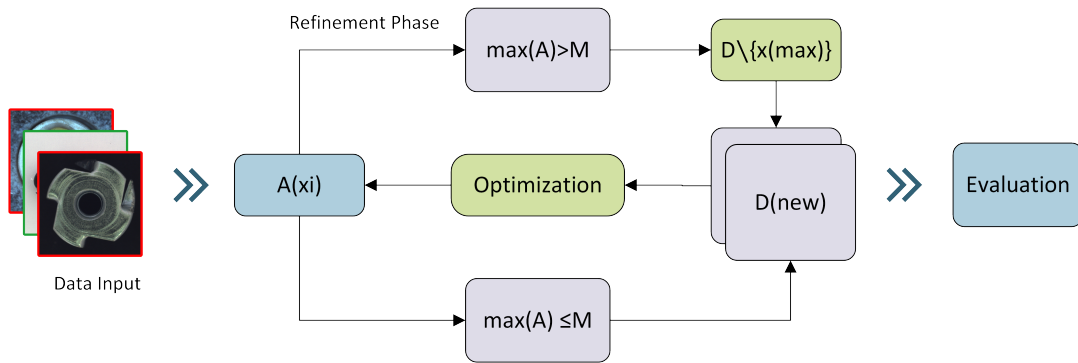 Refinement Phase
max(A)>M
D\{x(max)}
A(xi)
Optimization
D(new)
Evaluation
Data Input
max(A) ≤M